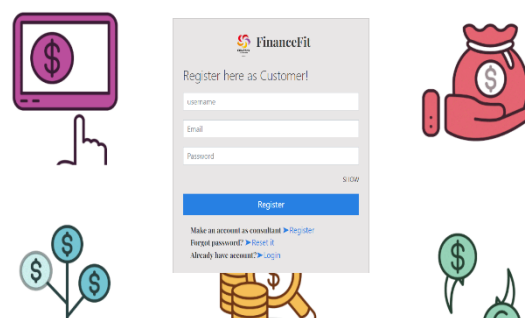 FinanceFit
Register here as Customer!
username
Email
Password
SHOW
Register
Make an account as consultant ➤Register
Forgot password? ➤Reset it
Already have account?➤Login